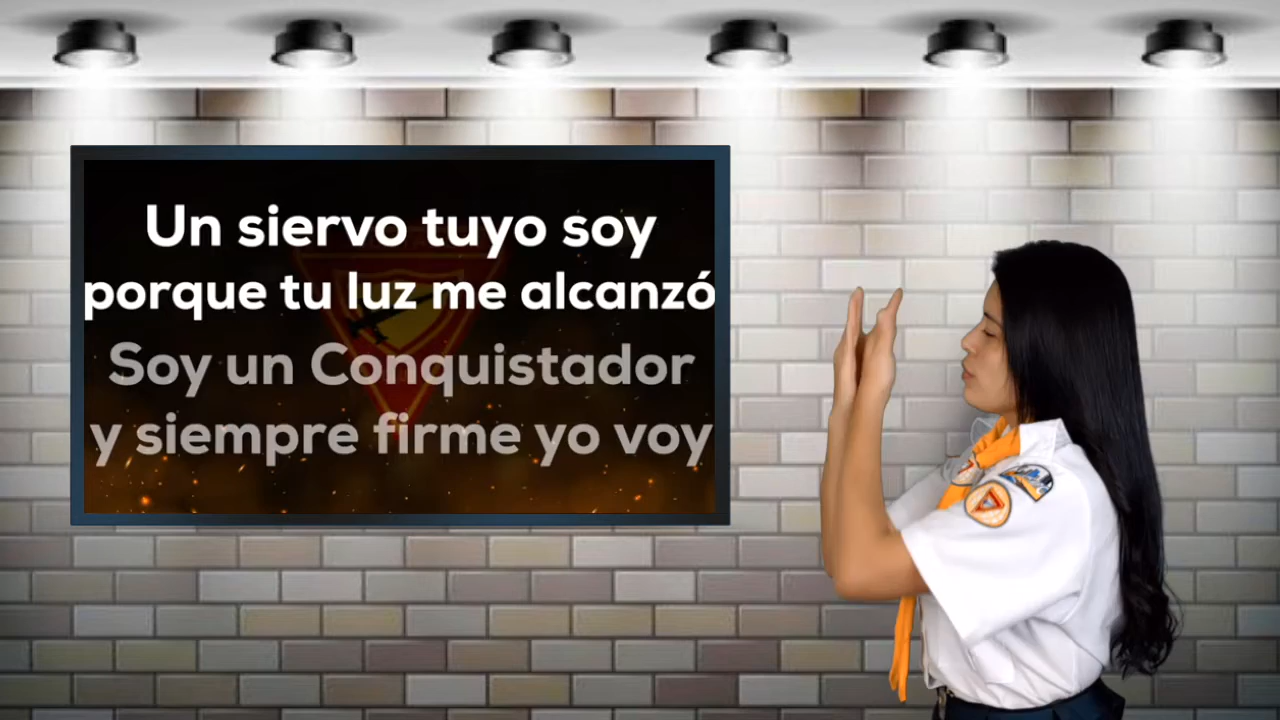 Un siervo tuyo soy
porque tu luz me alcanzó
Soy un Conquistador
y siempre firme yo voy